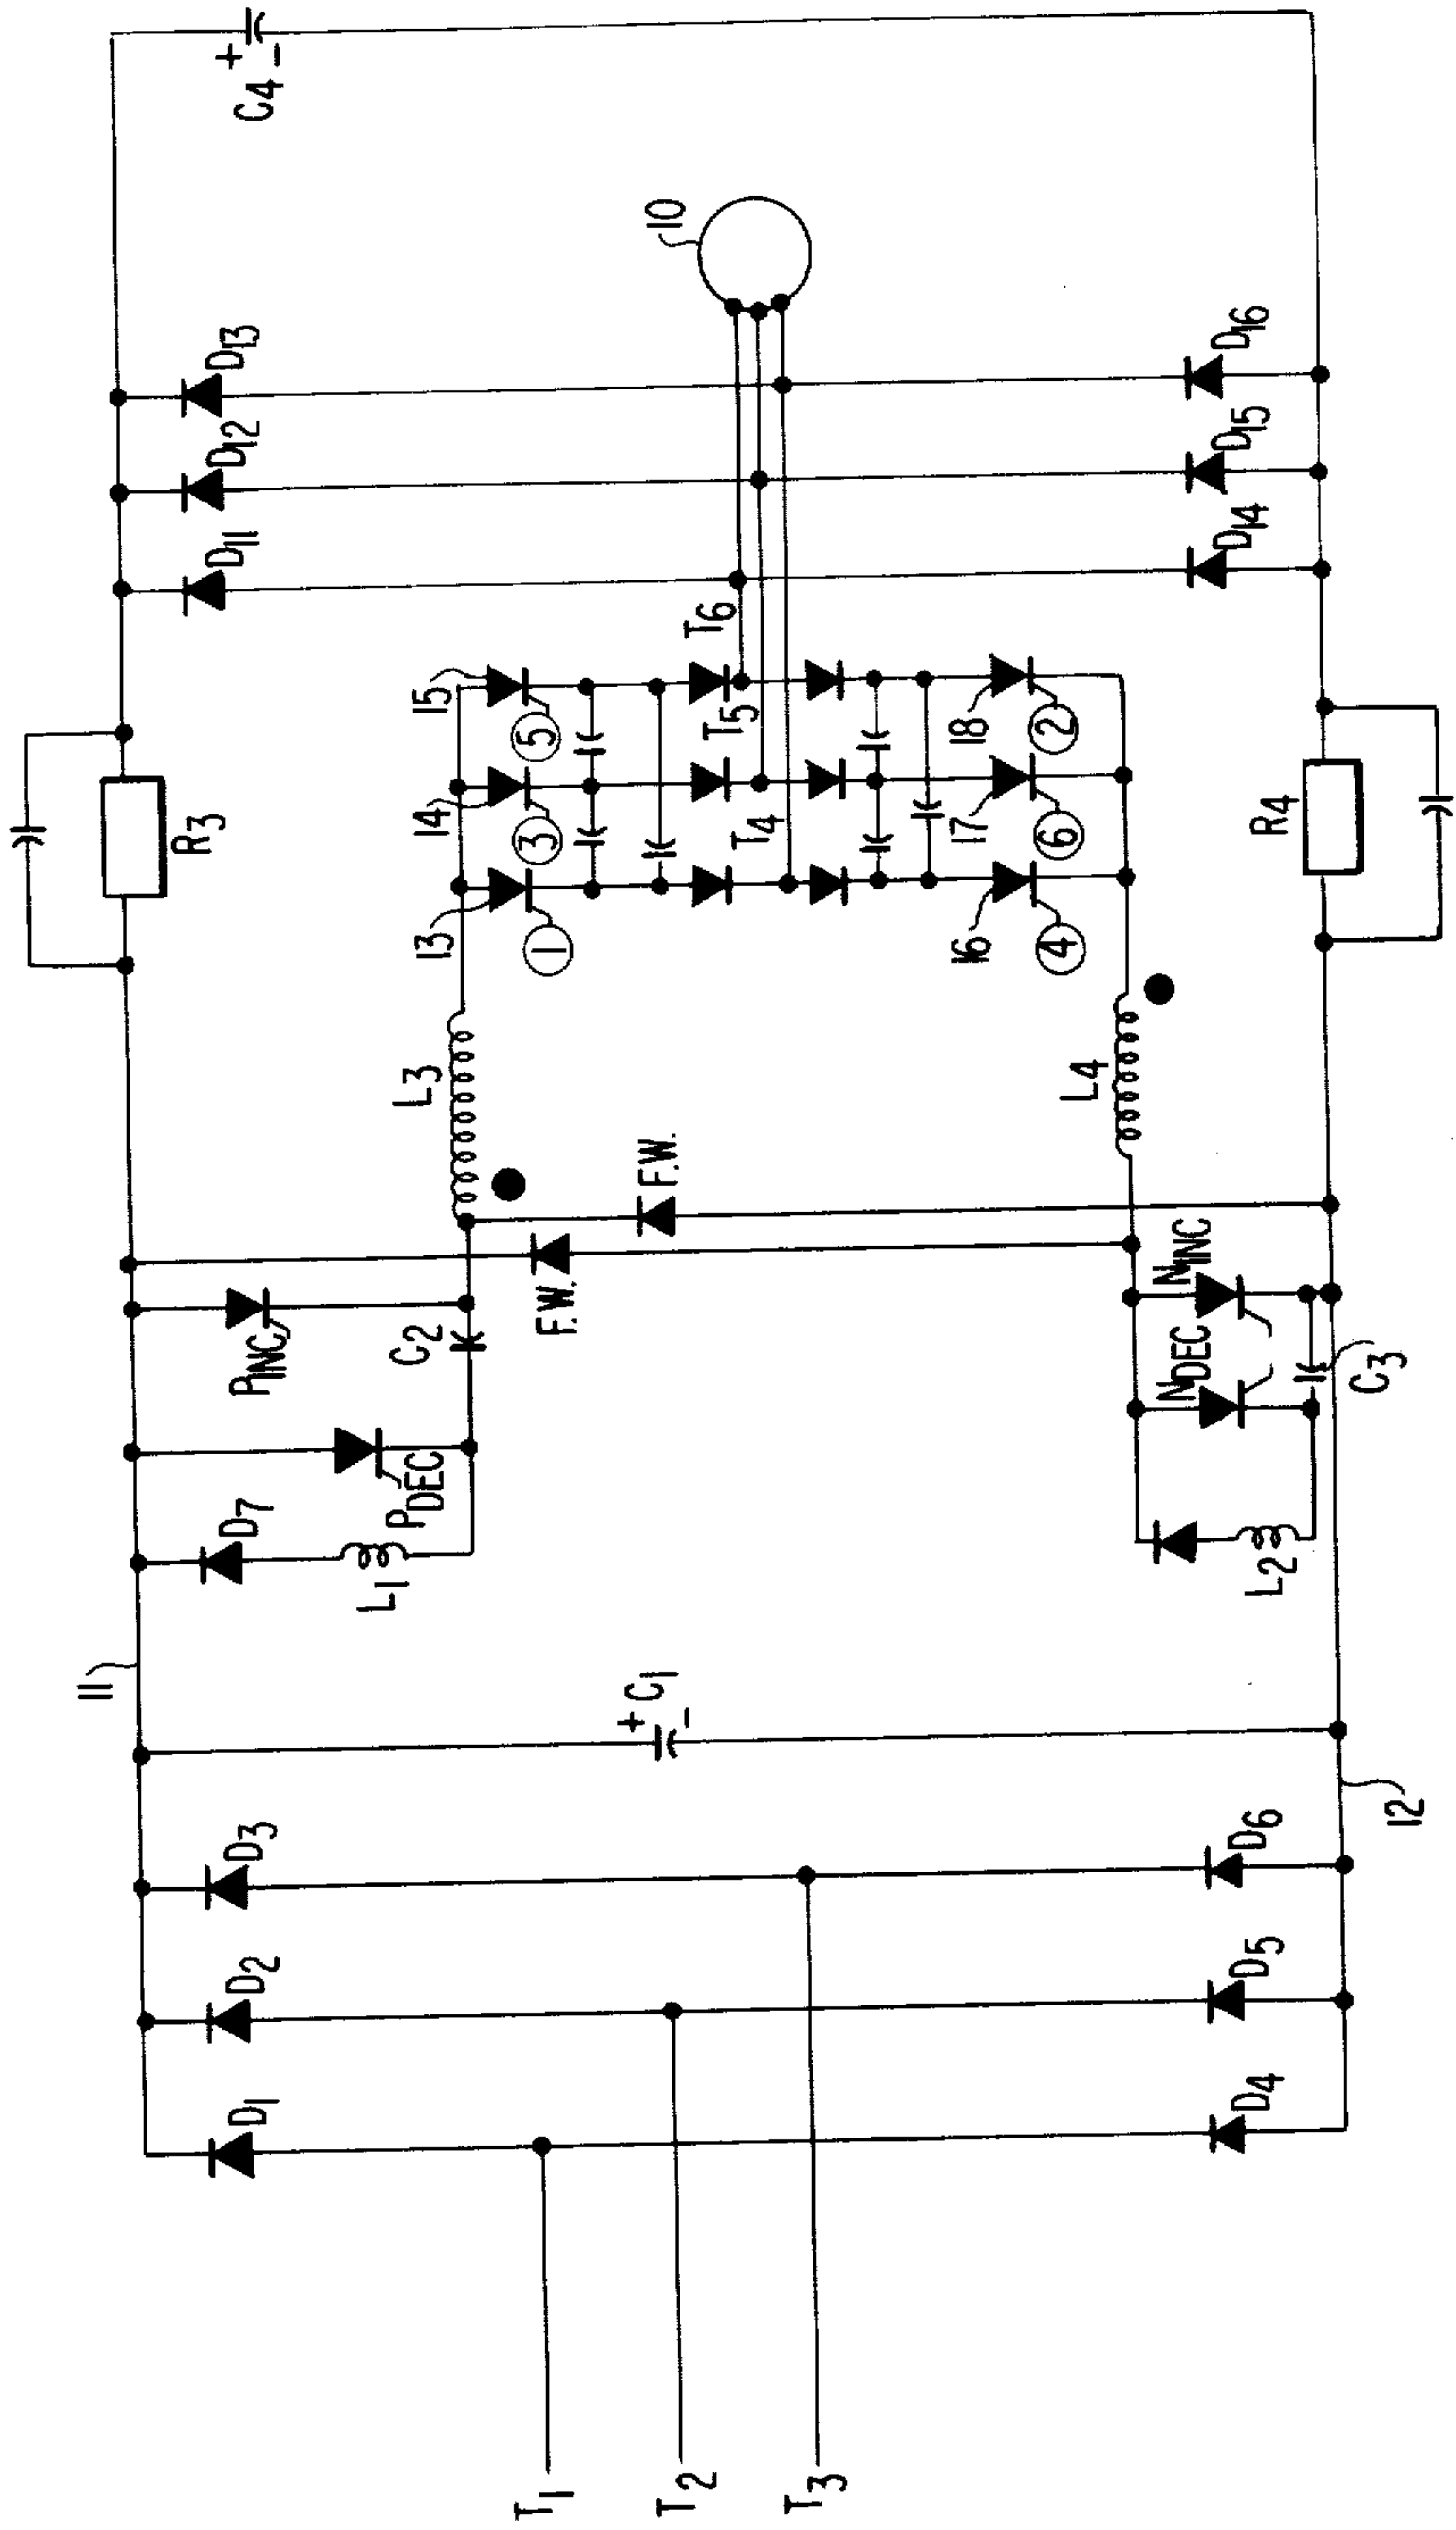 T1
T2
T3
D1
D2
D3
D4
D5
D6
11
12
+
C1
−
D7
L1
PDEC
PINC
C2
F.W.
F.W.
L2
NDEC
NINC
C3
L3
L4
R3
R4
13
14
15
1
3
5
T4
T5
T6
16
17
18
4
6
2
D11
D12
D13
D14
D15
D16
10
+
C4
−